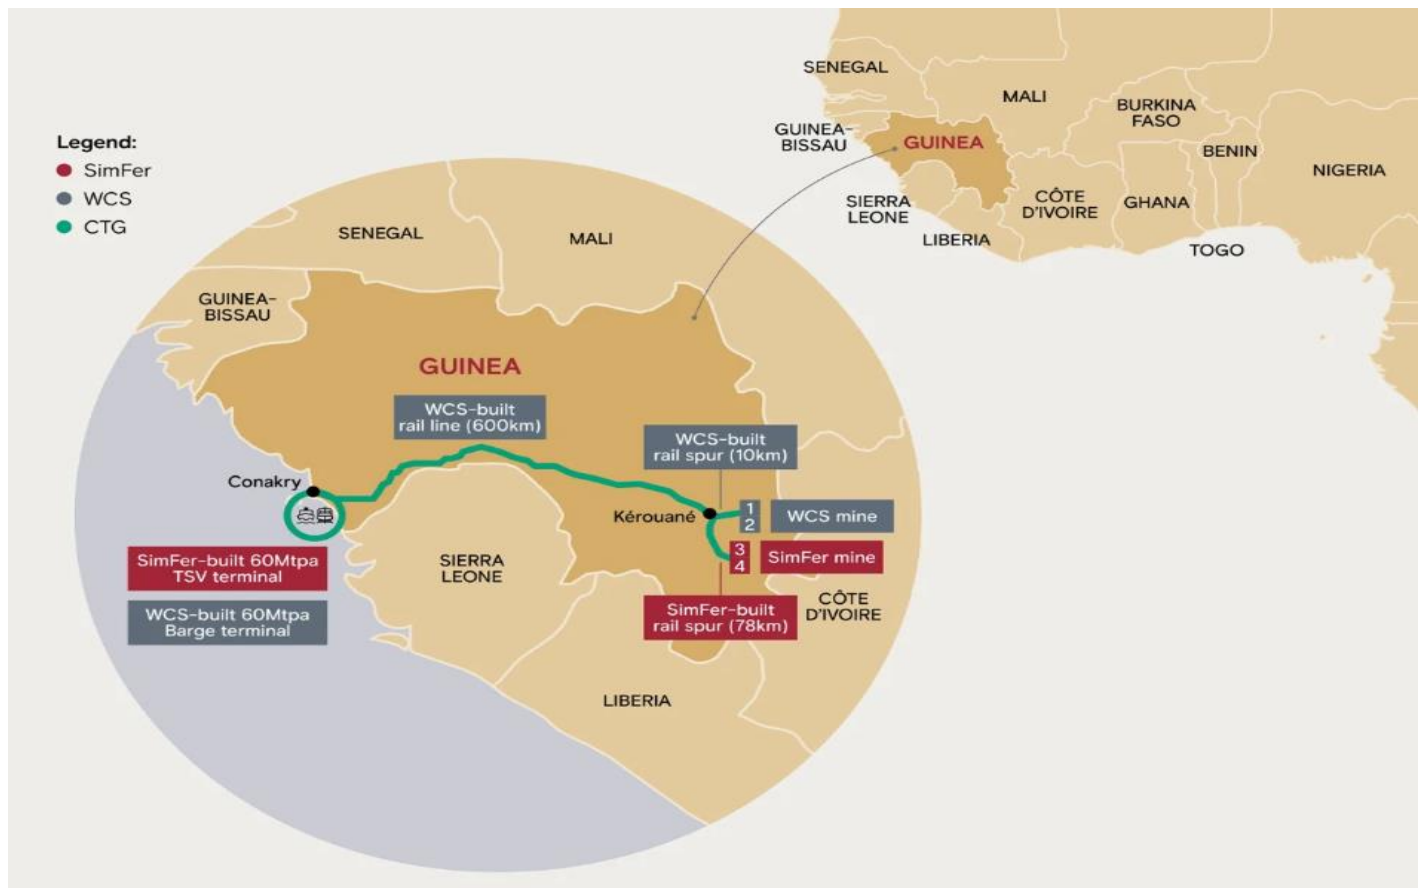 SENEGAL
MALI
BURKINA
FASO
GUINEA-
BISSAU
GUINEA
BENIN
NIGERIA
SIERRA
LEONE
CÔTE
D'IVOIRE
GHANA
LIBERIA
TOGO
Legend:
SimFer
WCS
CTG
SENEGAL
MALI
GUINEA-
BISSAU
GUINEA
WCS-built
rail line (600km)
WCS-built
rail spur (10km)
Conakry
Kérouané
1
2
WCS mine
3
4
SimFer mine
SimFer-built 60Mtpa
TSV terminal
WCS-built 60Mtpa
Barge terminal
SIERRA
LEONE
SimFer-built
rail spur (78km)
CÔTE
D'IVOIRE
LIBERIA